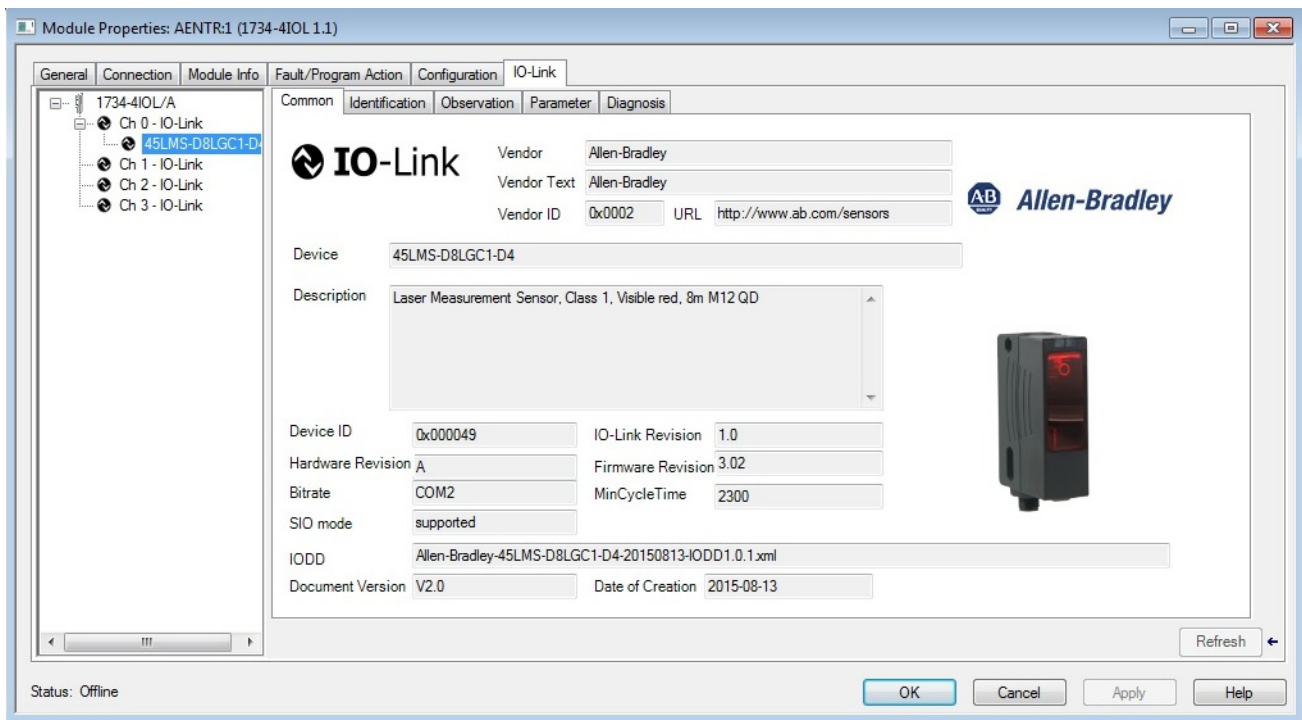 Module Properties: AENTR:1 (1734-4IOL 1.1)
General Connection Module Info Fault/Program Action Configuration IO-Link
1734-4IOL/A
Ch 0 - IO-Link
45LMS-D8LGC1-D4
Ch 1 - IO-Link
Ch 2 - IO-Link
Ch 3 - IO-Link
Common Identification Observation Parameter Diagnosis
IO-Link
Vendor Allen-Bradley
Vendor Text Allen-Bradley
Vendor ID 0x0002 URL http://www.ab.com/sensors
AB Allen-Bradley
Device 45LMS-D8LGC1-D4
Description Laser Measurement Sensor, Class 1, Visible red, 8m M12 QD
Device ID 0x000049 IO-Link Revision 1.0
Hardware Revision A Firmware Revision 3.02
Bitrate COM2 MinCycleTime 2300
SIO mode supported
IODD Allen-Bradley-45LMS-D8LGC1-D4-20150813-IODD1.0.1.xml
Document Version V2.0 Date of Creation 2015-08-13
Refresh
Status: Offline
OK Cancel Apply Help